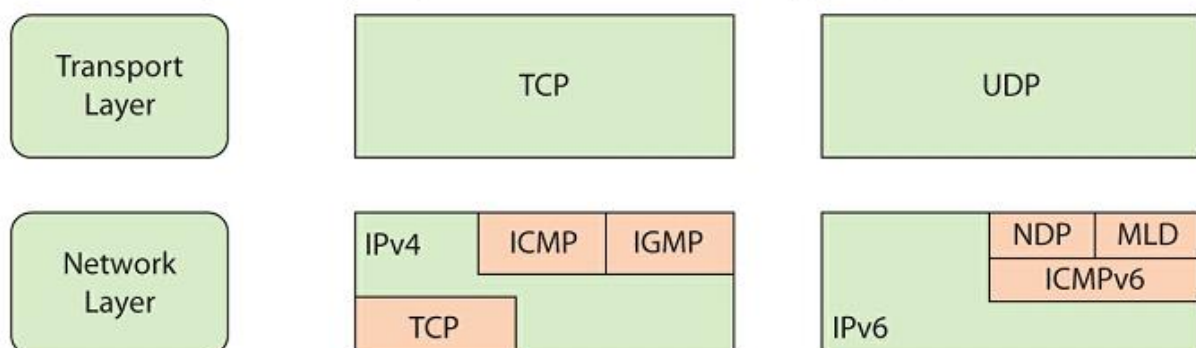 Transport
Layer
TCP
UDP
Network
Layer
IPv4
ICMP
IGMP
TCP
NDP
MLD
ICMPv6
IPv6